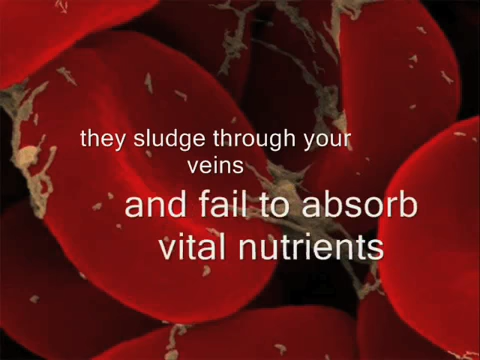 they sludge through your
veins
and fail to absorb
vital nutrients